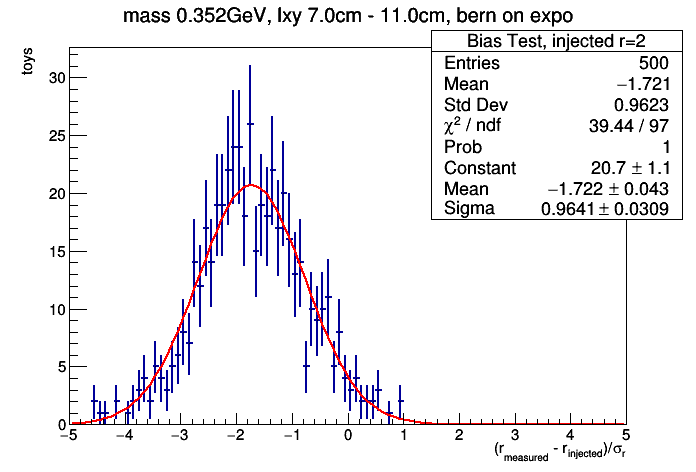 mass 0.352GeV, lxy 7.0cm - 11.0cm, bern on expo
Bias Test, injected r=2
Entries 500
Mean −1.721
Std Dev 0.9623
χ² / ndf 39.44 / 97
Prob 1
Constant 20.7 ± 1.1
Mean −1.722 ± 0.043
Sigma 0.9641 ± 0.0309
toys
30
25
20
15
10
5
0
−5 −4 −3 −2 −1 0 1 2 3 4 5
(r_measured - r_injected)/σ_r